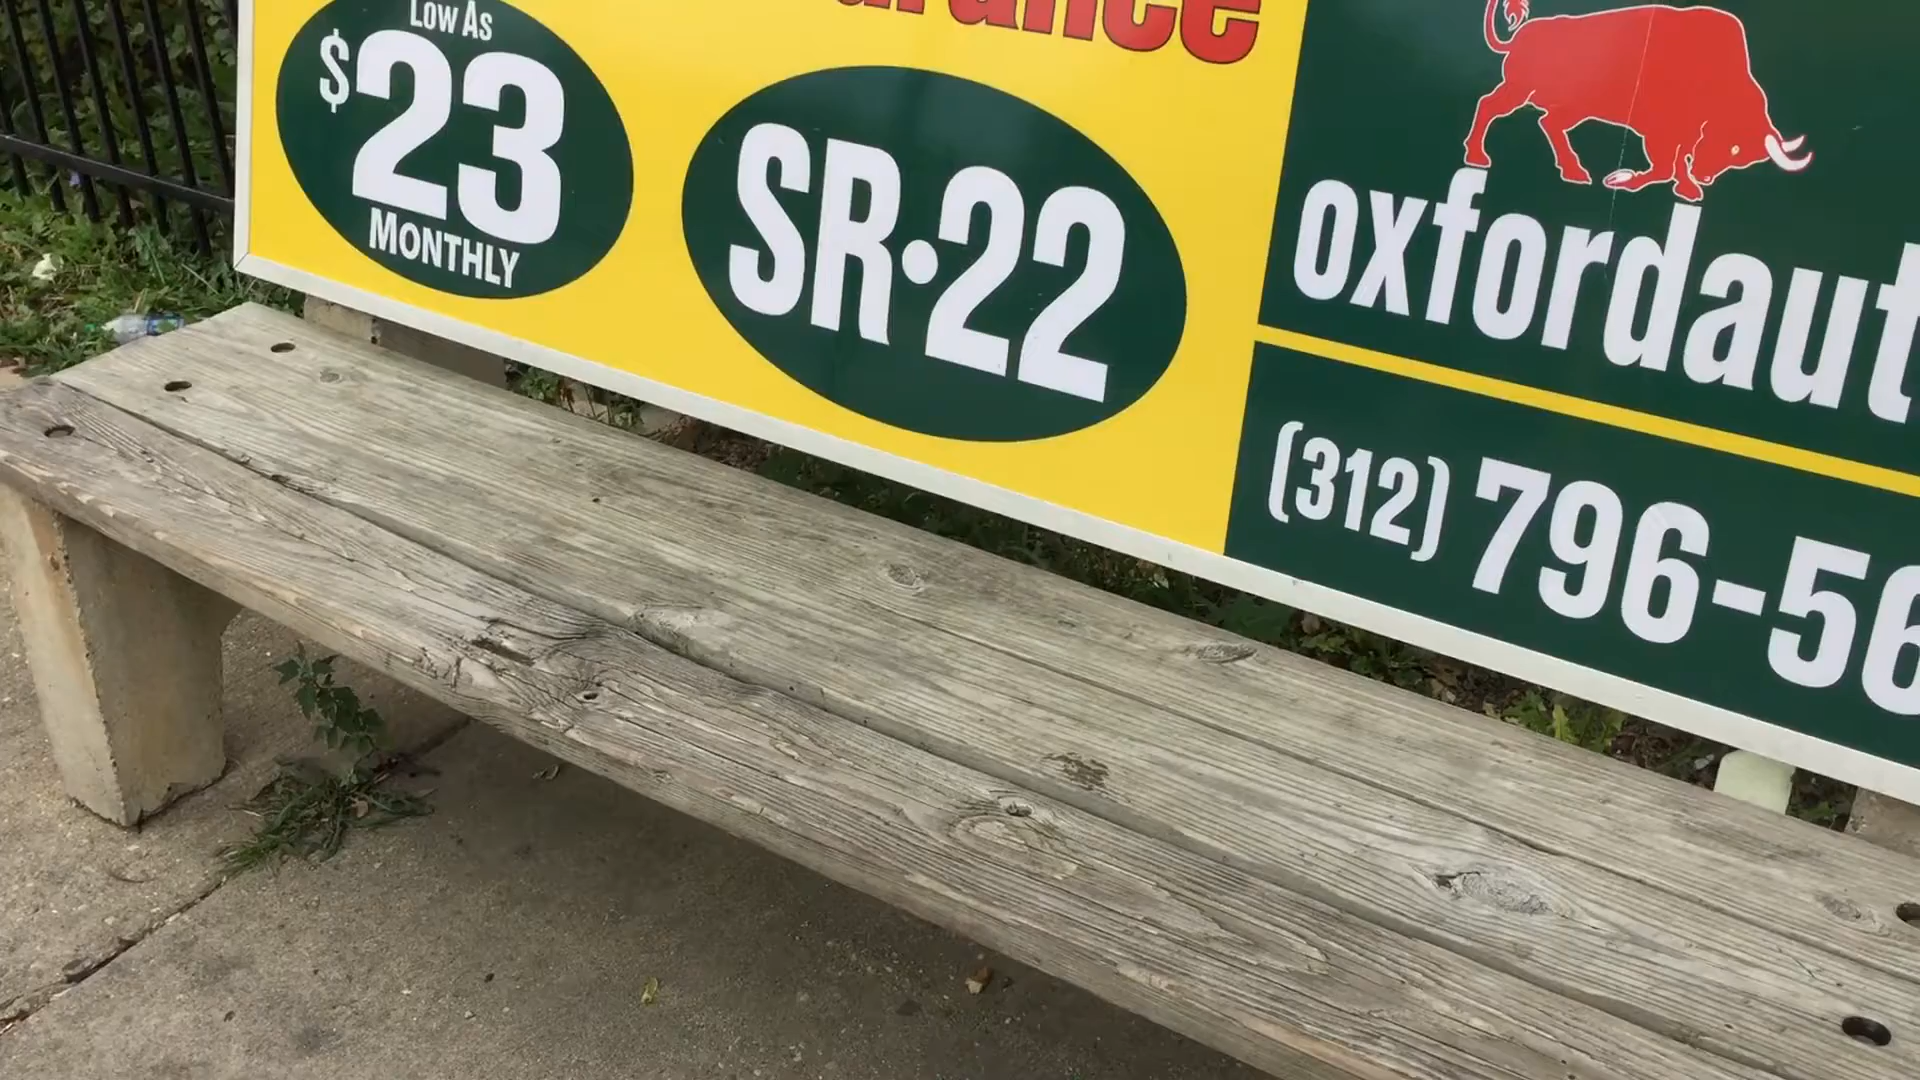 Low As
$23
MONTHLY
SR·22
oxfordaut
(312) 796-56